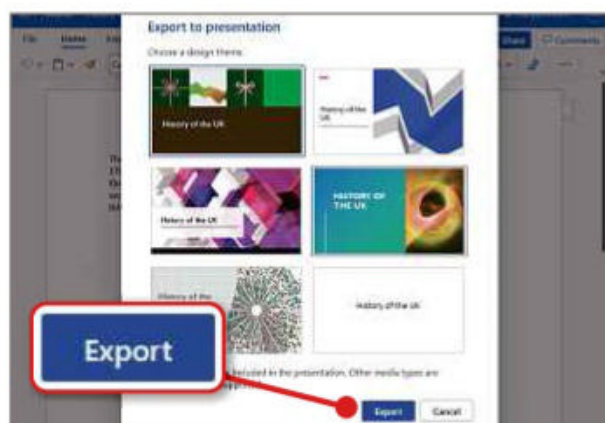 Export to presentation
File Home
Share Comments
Choose a design theme.
History of the UK
History of the
UK
History of the UK
HISTORY OF
THE UK
History of the
History of the UK
Export
included in the presentation. Other media types are
Export Cancel